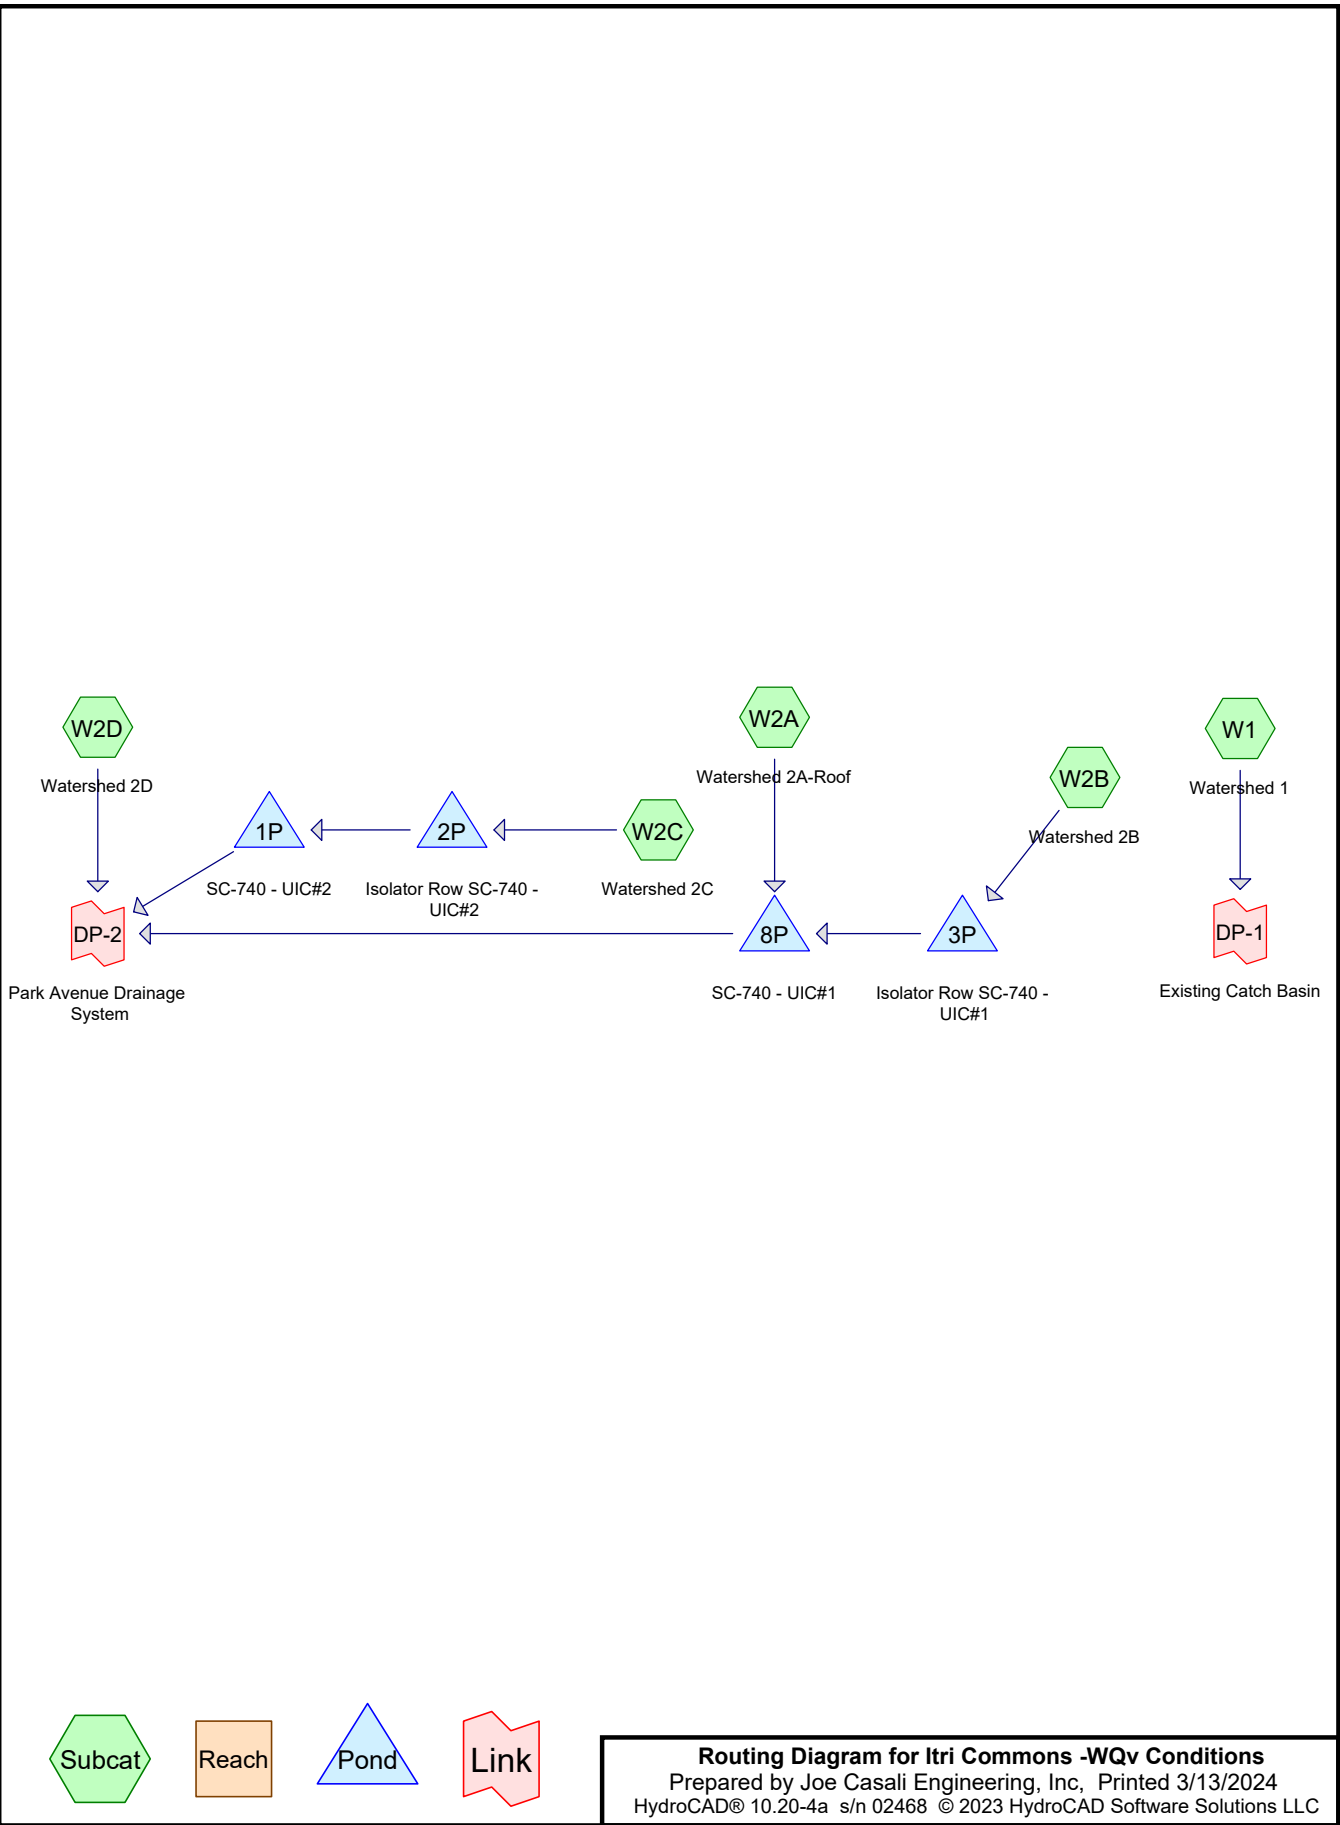 W2D
Watershed 2D
W2A
Watershed 2A-Roof
W1
Watershed 1
W2B
Watershed 2B
1P
SC-740 - UIC#2
2P
Isolator Row SC-740 -
UIC#2
W2C
Watershed 2C
DP-2
Park Avenue Drainage
System
8P
SC-740 - UIC#1
3P
Isolator Row SC-740 -
UIC#1
DP-1
Existing Catch Basin
Subcat
Reach
Pond
Link
Routing Diagram for Itri Commons -WQv Conditions
Prepared by Joe Casali Engineering, Inc,  Printed 3/13/2024
HydroCAD® 10.20-4a  s/n 02468  © 2023 HydroCAD Software Solutions LLC